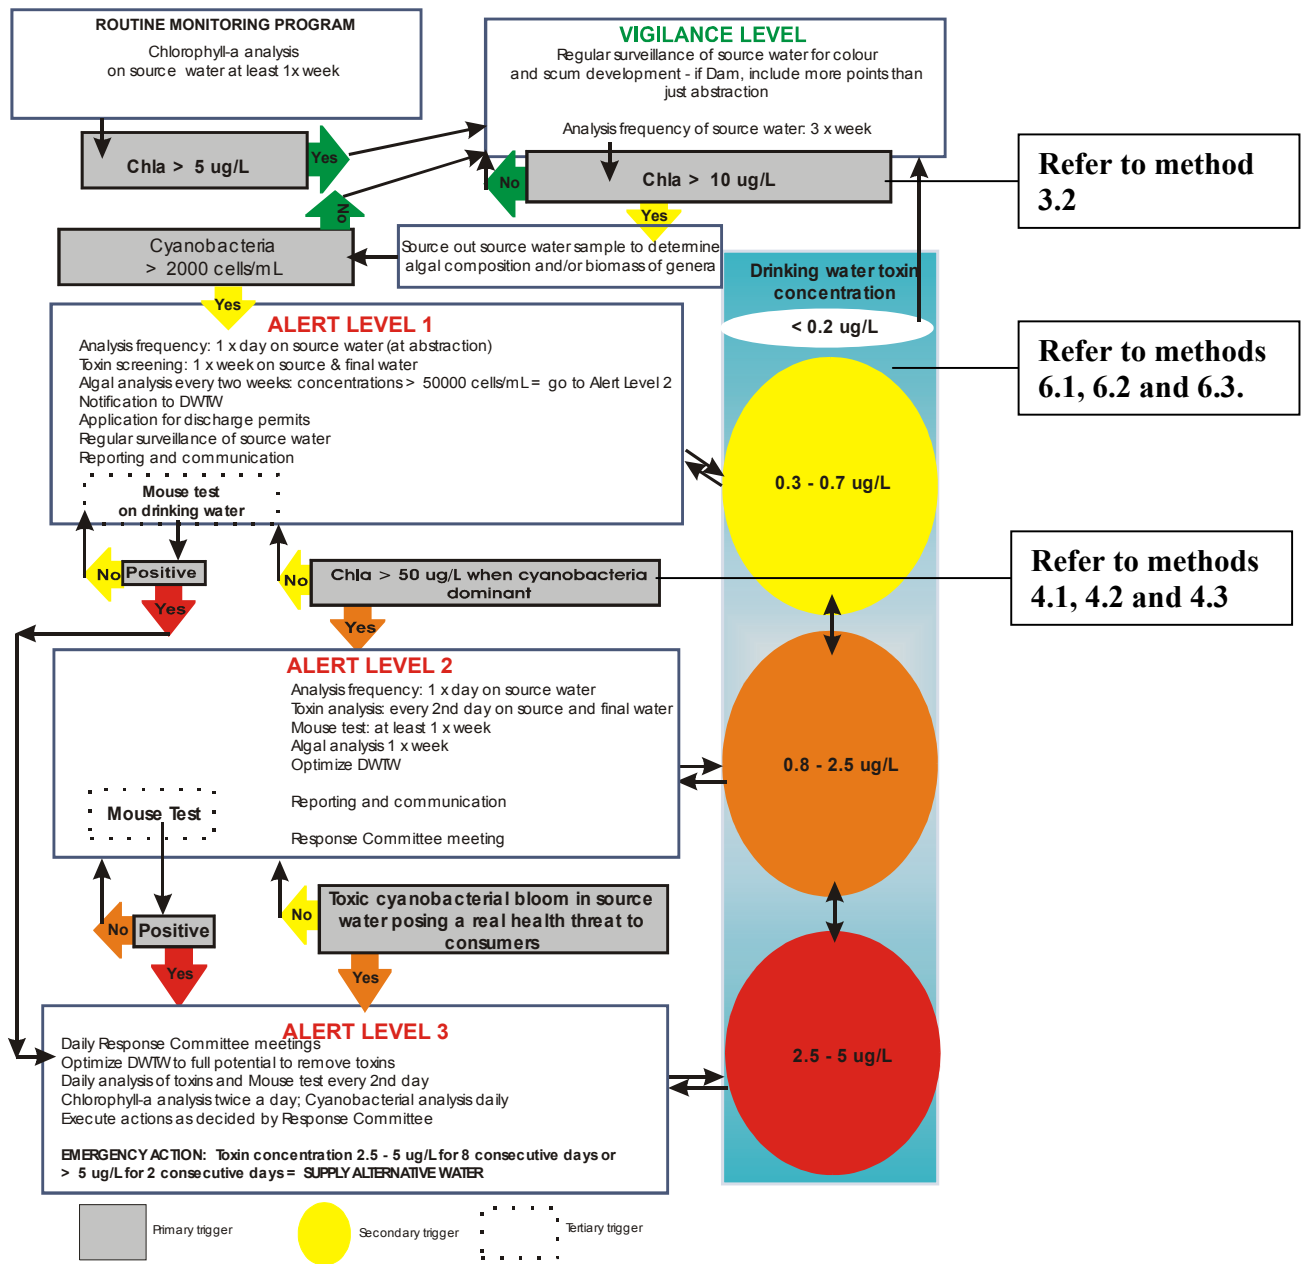 ROUTINE MONITORING PROGRAM
Chlorophyll-a analysis
on source water at least 1x week
VIGILANCE LEVEL
Regular surveillance of source water for colour
and scum development - if Dam, include more points than
just abstraction
Analysis frequency of source water: 3 x week
Chla > 5 ug/L
Yes
No
Chla > 10 ug/L
Yes
Refer to method
3.2
No
Cyanobacteria
> 2000 cells/mL
Source out source water sample to determine
algal composition and/or biomass of genera
Yes
Drinking water toxin
concentration
< 0.2 ug/L
ALERT LEVEL 1
Analysis frequency: 1 x day on source water (at abstraction)
Toxin screening: 1 x week on source & final water
Algal analysis every two weeks: concentrations > 50000 cells/mL = go to Alert Level 2
Notification to DWTW
Application for discharge permits
Regular surveillance of source water
Reporting and communication
Mouse test
on drinking water
Refer to methods
6.1, 6.2 and 6.3.
0.3 - 0.7 ug/L
No
Positive
Yes
No
Chla > 50 ug/L when cyanobacteria
dominant
Yes
Refer to methods
4.1, 4.2 and 4.3
ALERT LEVEL 2
Analysis frequency: 1 x day on source water
Toxin analysis: every 2nd day on source and final water
Mouse test: at least 1 x week
Algal analysis 1 x week
Optimize DWTW
Reporting and communication
Response Committee meeting
Mouse Test
0.8 - 2.5 ug/L
No
Positive
Yes
No
Toxic cyanobacterial bloom in source
water posing a real health threat to
consumers
Yes
ALERT LEVEL 3
Daily Response Committee meetings
Optimize DWTW to full potential to remove toxins
Daily analysis of toxins and Mouse test every 2nd day
Chlorophyll-a analysis twice a day; Cyanobacterial analysis daily
Execute actions as decided by Response Committee
EMERGENCY ACTION: Toxin concentration 2.5 - 5 ug/L for 8 consecutive days or
> 5 ug/L for 2 consecutive days = SUPPLY ALTERNATIVE WATER
2.5 - 5 ug/L
Primary trigger
Secondary trigger
Tertiary trigger